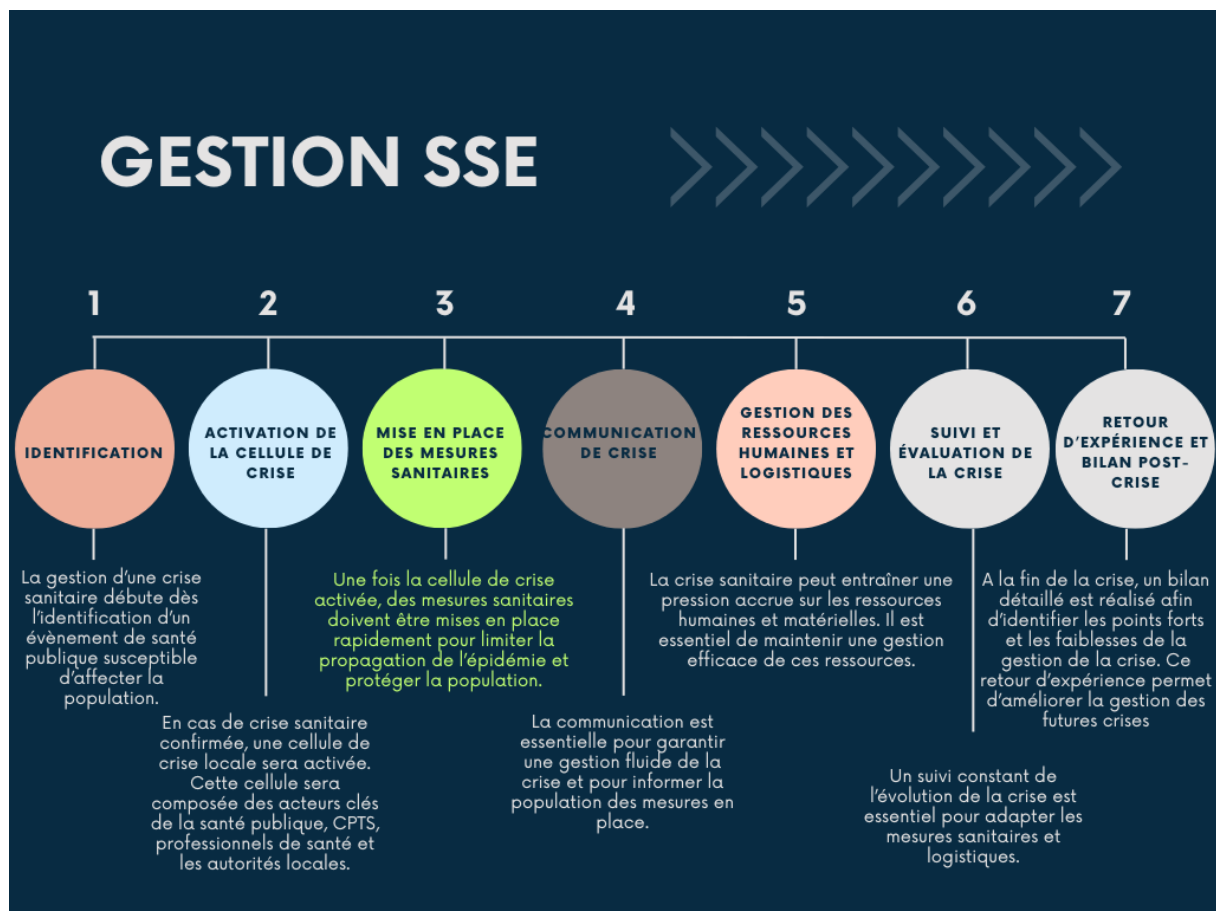 GESTION SSE
1
2
3
4
5
6
7
IDENTIFICATION
ACTIVATION DE
LA CELLULE DE
CRISE
MISE EN PLACE
DES MESURES
SANITAIRES
COMMUNICATION
DE CRISE
GESTION DES
RESSOURCES
HUMAINES ET
LOGISTIQUES
SUIVI ET
ÉVALUATION DE
LA CRISE
RETOUR
D'EXPÉRIENCE ET
BILAN POST-
CRISE
La gestion d'une crise
sanitaire débute dès
l'identification d'un
évènement de santé
publique susceptible
d'affecter la
population.
En cas de crise sanitaire
confirmée, une cellule de
crise locale sera activée.
Cette cellule sera
composée des acteurs clés
de la santé publique, CPTS,
professionnels de santé et
les autorités locales.
Une fois la cellule de crise
activée, des mesures sanitaires
doivent être mises en place
rapidement pour limiter la
propagation de l'épidémie et
protéger la population.
La communication est
essentielle pour garantir
une gestion fluide de la
crise et pour informer la
population des mesures en
place.
La crise sanitaire peut entraîner une
pression accrue sur les ressources
humaines et matérielles. Il est
essentiel de maintenir une gestion
efficace de ces ressources.
Un suivi constant de
l'évolution de la crise est
essentiel pour adapter les
mesures sanitaires et
logistiques.
A la fin de la crise, un bilan
détaillé est réalisé afin
d'identifier les points forts
et les faiblesses de la
gestion de la crise. Ce
retour d'expérience permet
d'améliorer la gestion des
futures crises